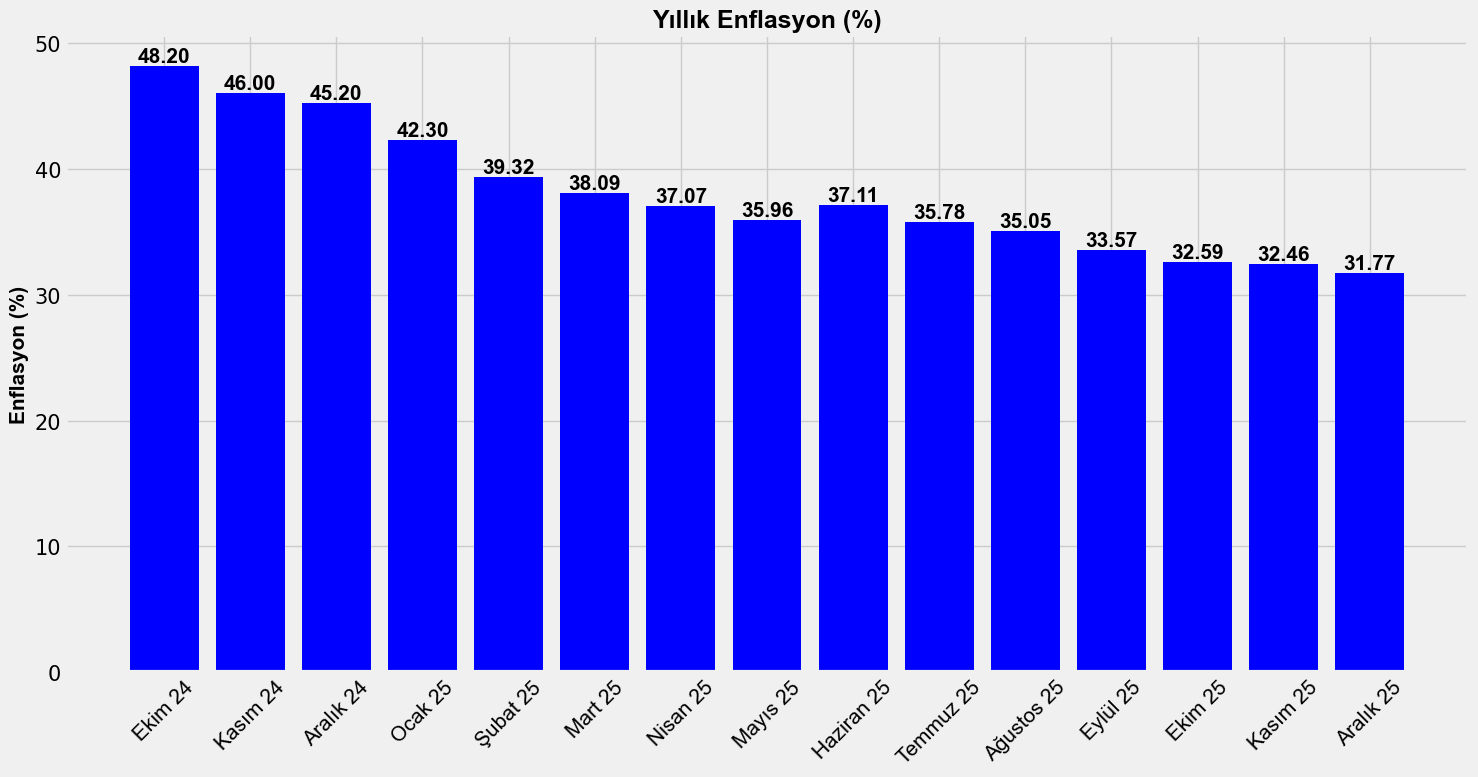 Yıllık Enflasyon (%)
Enflasyon (%)
50
40
30
20
10
0
48.20
46.00
45.20
42.30
39.32
38.09
37.07
35.96
37.11
35.78
35.05
33.57
32.59
32.46
31.77
Ekim 24
Kasım 24
Aralık 24
Ocak 25
Şubat 25
Mart 25
Nisan 25
Mayıs 25
Haziran 25
Temmuz 25
Ağustos 25
Eylül 25
Ekim 25
Kasım 25
Aralık 25